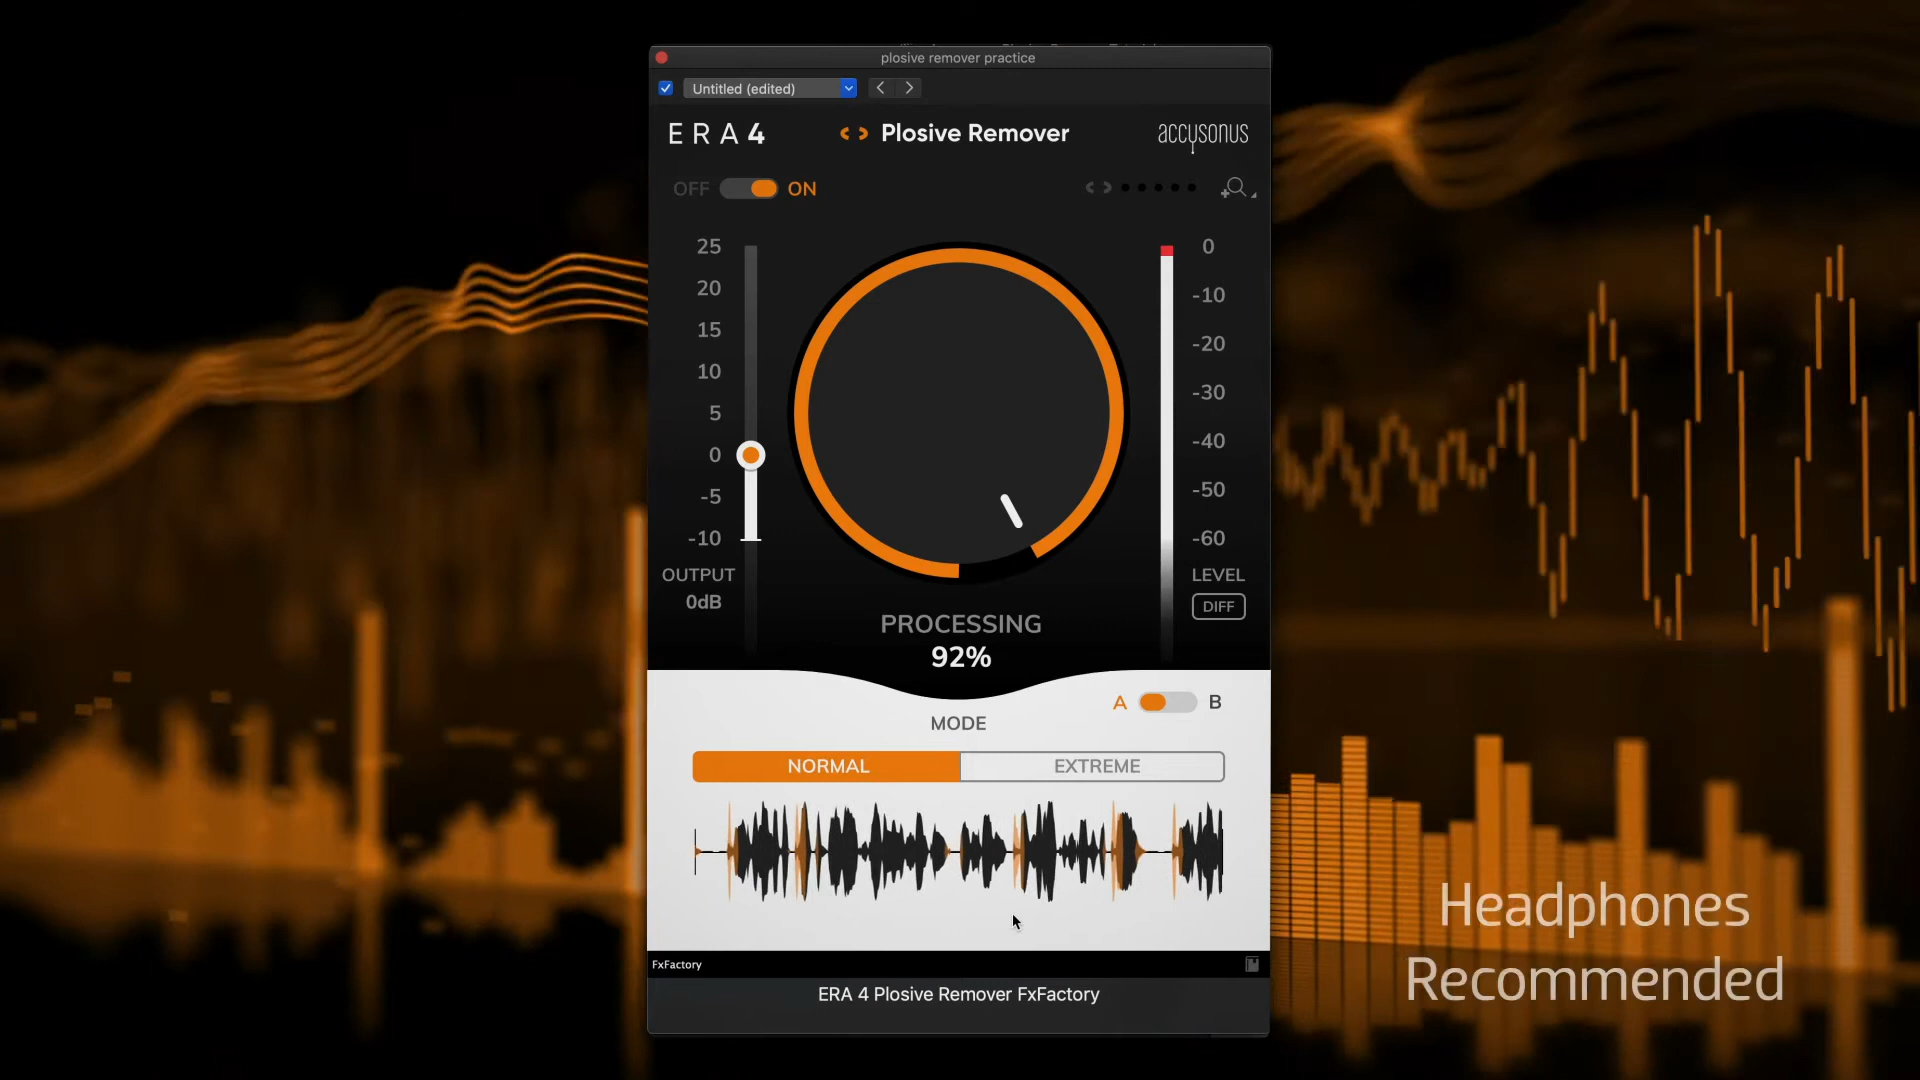 plosive remover practice
Untitled (edited)
ERA4
Plosive Remover
accusonus
OFF
ON
25
20
15
10
5
0
-5
-10
OUTPUT
0dB
0
-10
-20
-30
-40
-50
-60
LEVEL
DIFF
PROCESSING
92%
A
B
MODE
NORMAL
EXTREME
FxFactory
ERA 4 Plosive Remover FxFactory
Headphones
Recommended